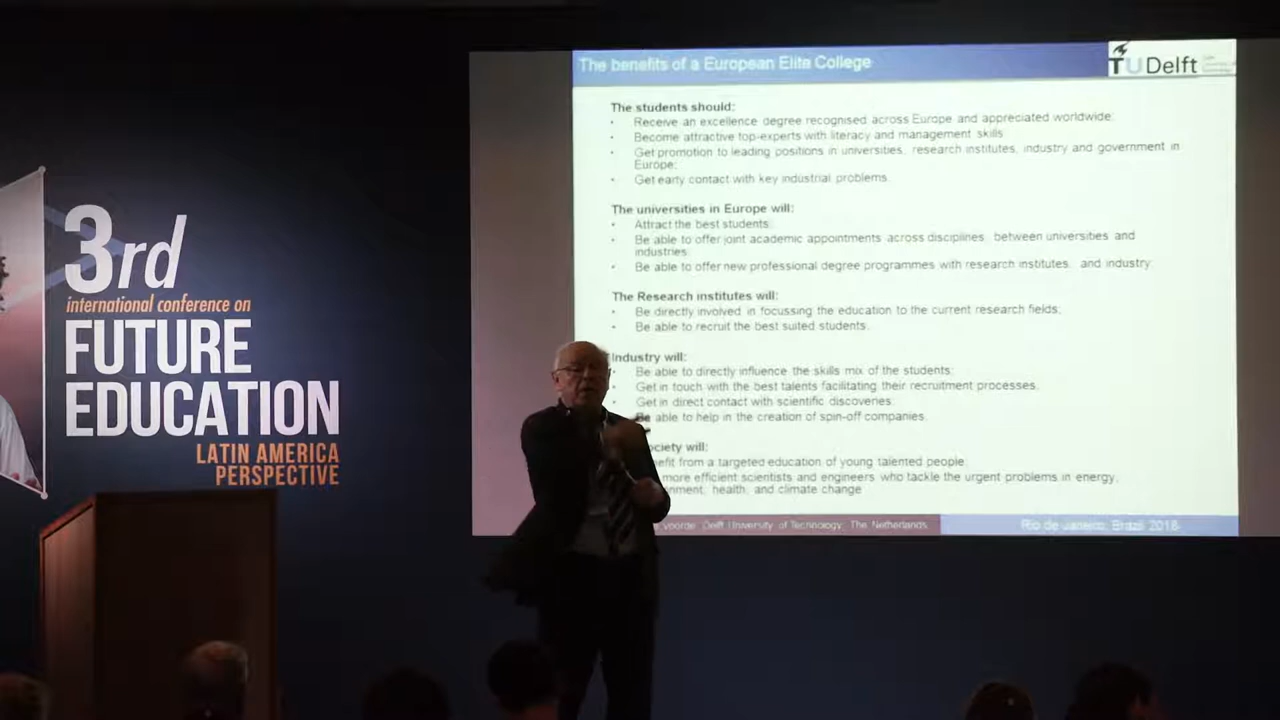 3rd
international conference on
FUTURE
EDUCATION
LATIN AMERICA
PERSPECTIVE
The benefits of a European Elite College
TU Delft
The students should:
• Receive an excellence degree recognised across Europe and appreciated worldwide;
• Become attractive top-experts with literacy and management skills
• Get promotion to leading positions in universities, research institutes, industry and government in
Europe;
• Get early contact with key industrial problems.
The universities in Europe will:
• Attract the best students;
• Be able to offer joint academic appointments across disciplines, between universities and
industries.
• Be able to offer new professional degree programmes with research institutes, and industry.
The Research institutes will:
• Be directly involved in focussing the education to the current research fields;
• Be able to recruit the best suited students.
Industry will:
• Be able to directly influence the skills mix of the students;
• Get in touch with the best talents facilitating their recruitment processes.
Get in direct contact with scientific discoveries;
Be able to help in the creation of spin-off companies.
ociety will:
nefit from a targeted education of young talented people
more efficient scientists and engineers who tackle the urgent problems in energy,
nment, health, and climate change
voorde, Delft University of Technology, The Netherlands
Rio de Janeiro, Brazil 2018